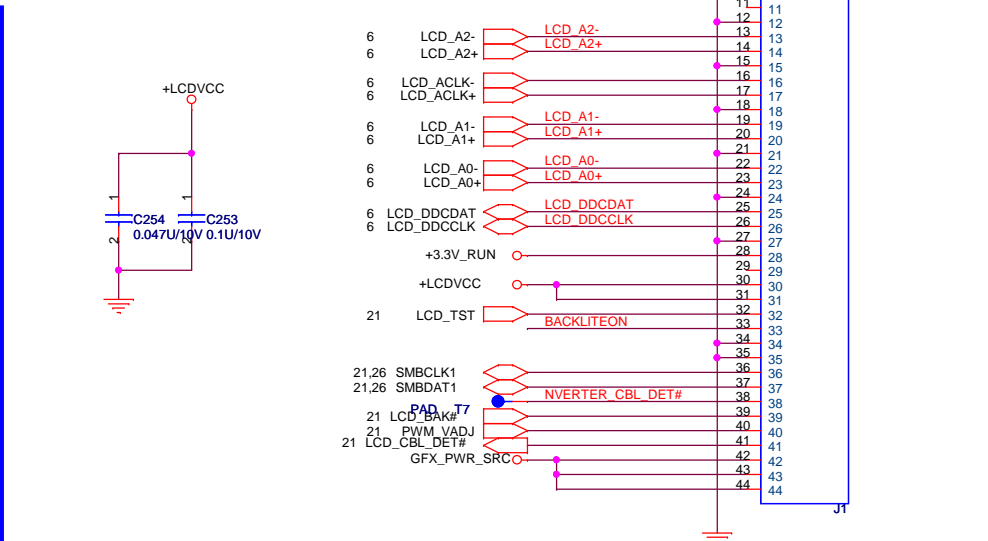 11 11
12 12
LCD_A2- LCD_A2- 13 13
6 LCD_A2- 
6 LCD_A2+ LCD_A2+ 14 14
15 15
+LCDVCC
6 LCD_ACLK- 16 16
6 LCD_ACLK+ 17 17
18 18
6 LCD_A1- LCD_A1- 19 19
6 LCD_A1+ LCD_A1+ 20 20
21 21
6 LCD_A0- LCD_A0- 22 22
6 LCD_A0+ LCD_A0+ 23 23
24 24
1 1
6 LCD_DDCDAT LCD_DDCDAT 25 25
C254 C253
6 LCD_DDCCLK LCD_DDCCLK 26 26
0.047U/10V 0.1U/10V
2 2
27 27
+3.3V_RUN 28 28
29 29
+LCDVCC 30 30
31 31
21 LCD_TST 32 32
BACKLITEON 33 33
34 34
35 35
21,26 SMBCLK1 36 36
21,26 SMBDAT1 37 37
NVERTER_CBL_DET# 38 38
PAD T7
21 LCD_BAK# 39 39
21 PWM_VADJ 40 40
21 LCD_CBL_DET# 41 41
GFX_PWR_SRC 42 42
43 43
44 44
J1